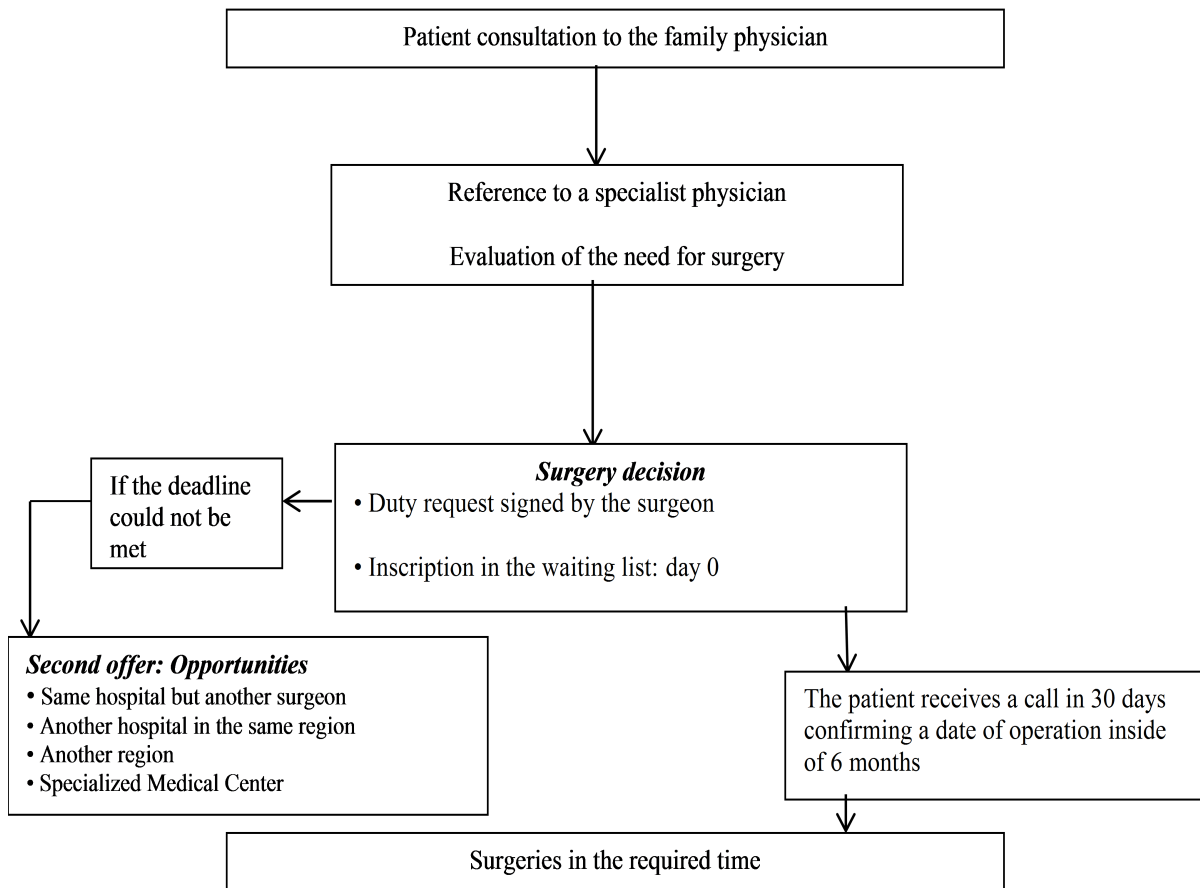 Patient consultation to the family physician
Reference to a specialist physician
Evaluation of the need for surgery
Surgery decision
• Duty request signed by the surgeon
• Inscription in the waiting list: day 0
If the deadline
could not be
met
Second offer: Opportunities
• Same hospital but another surgeon
• Another hospital in the same region
• Another region
• Specialized Medical Center
The patient receives a call in 30 days
confirming a date of operation inside
of 6 months
Surgeries in the required time